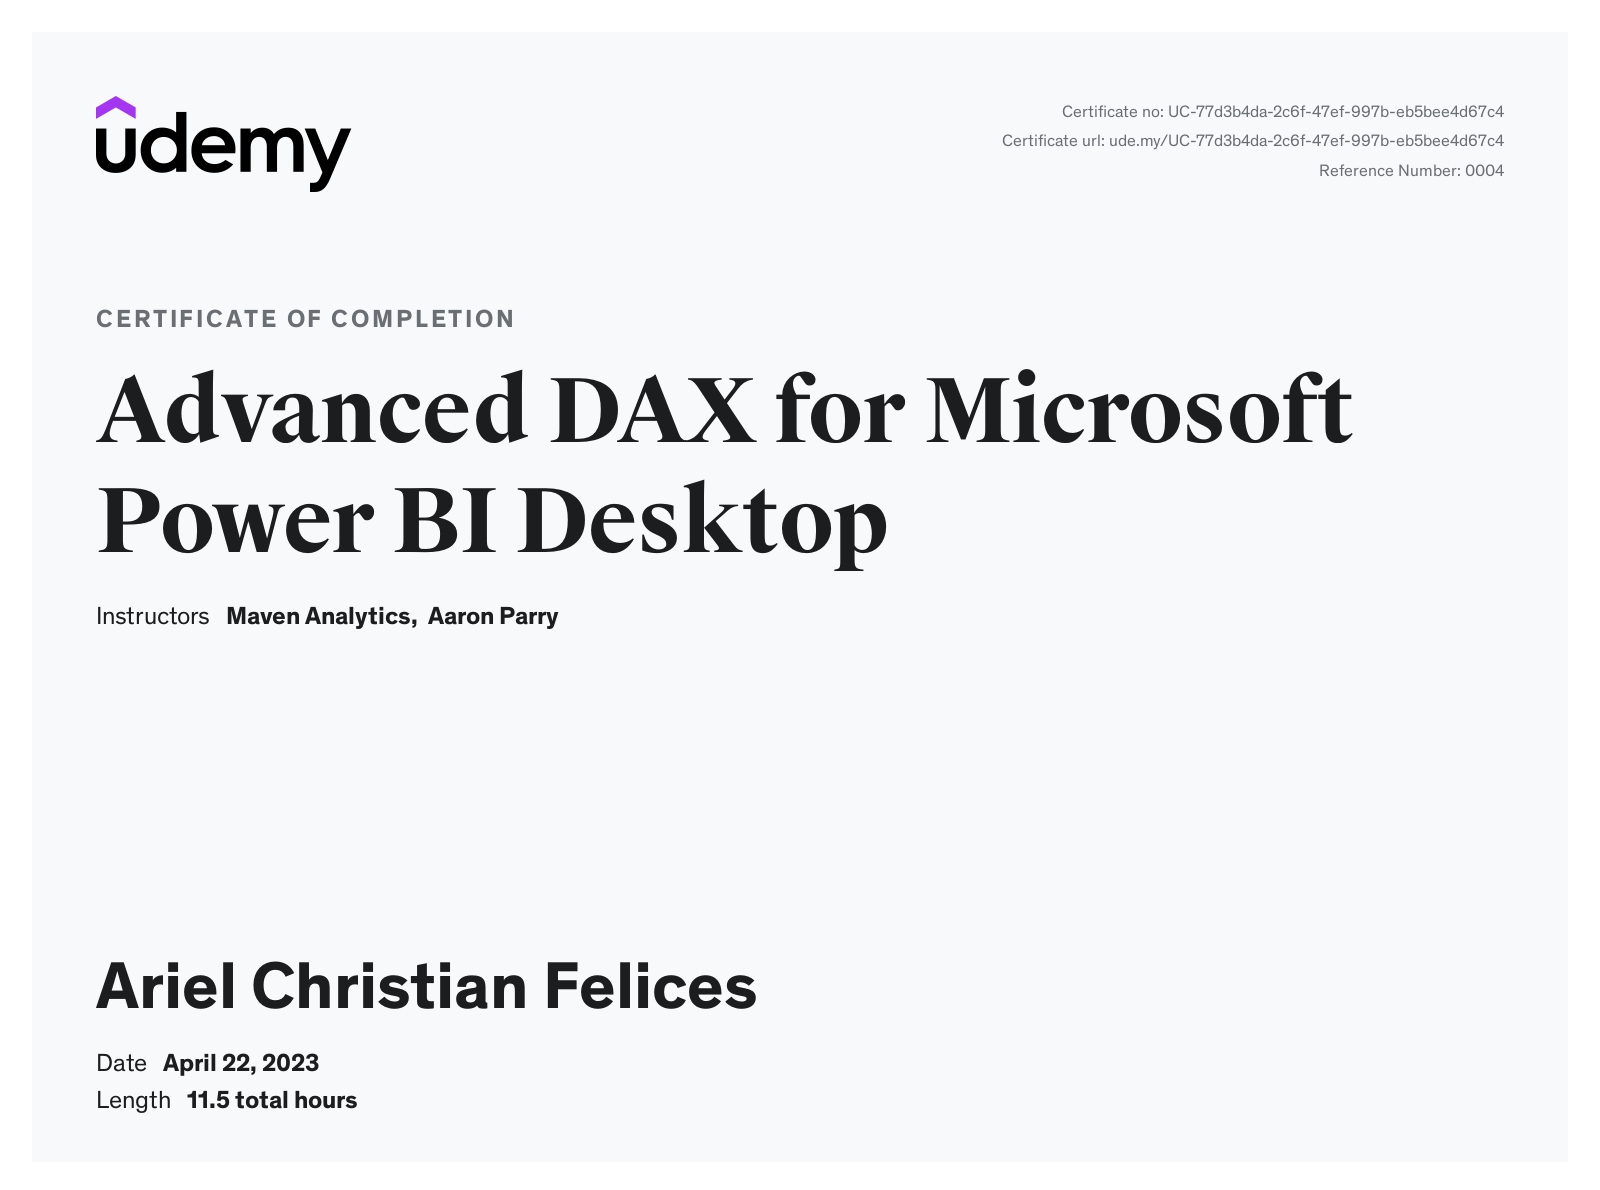 udemy
Certificate no: UC-77d3b4da-2c6f-47ef-997b-eb5bee4d67c4
Certificate url: ude.my/UC-77d3b4da-2c6f-47ef-997b-eb5bee4d67c4
Reference Number: 0004
CERTIFICATE OF COMPLETION
Advanced DAX for Microsoft
Power BI Desktop
Instructors Maven Analytics, Aaron Parry
Ariel Christian Felices
Date April 22, 2023
Length 11.5 total hours